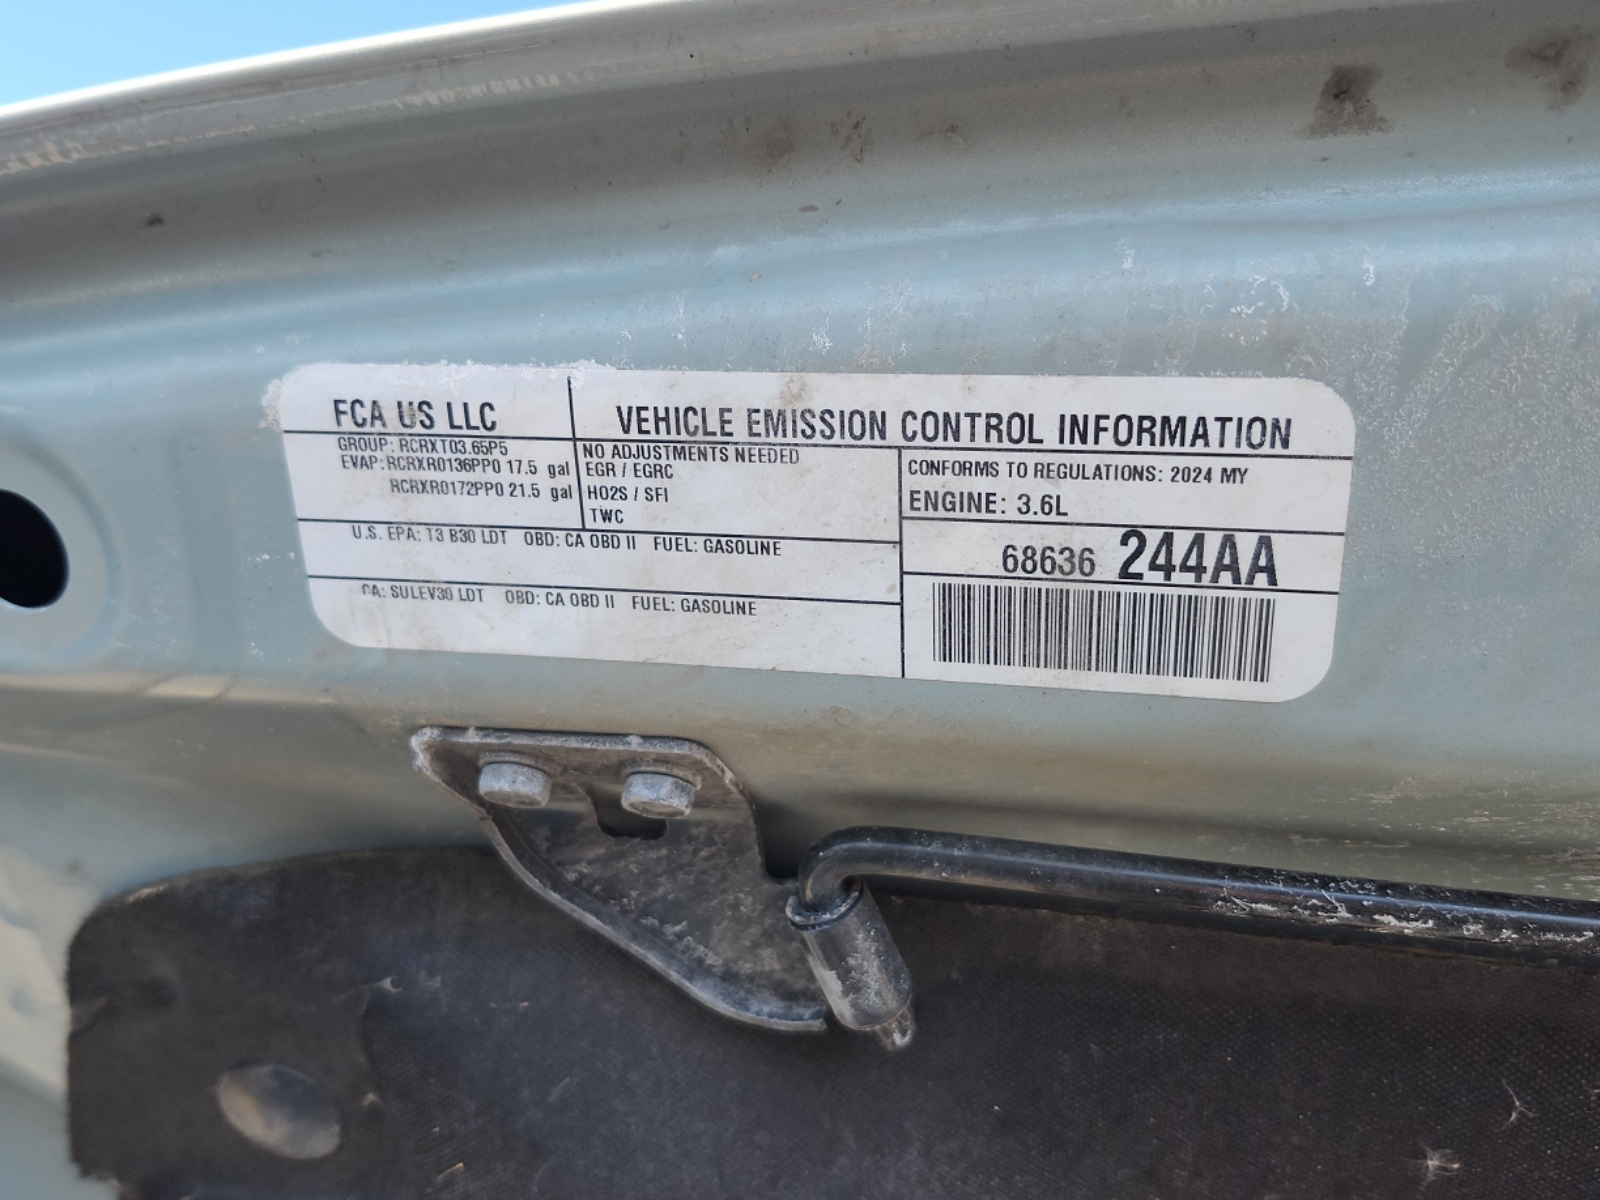 FCA US LLC
VEHICLE EMISSION CONTROL INFORMATION
GROUP: RCRXT03.65P5
EVAP: RCRXR0136PP0 17.5 gal
RCRXR0172PP0 21.5 gal
NO ADJUSTMENTS NEEDED
EGR / EGRC
HO2S / SFI
TWC
CONFORMS TO REGULATIONS: 2024 MY
ENGINE: 3.6L
U.S. EPA: T3 B30 LDT OBD: CA OBD II FUEL: GASOLINE
CA: SULEV30 LDT OBD: CA OBD II FUEL: GASOLINE
68636 244AA